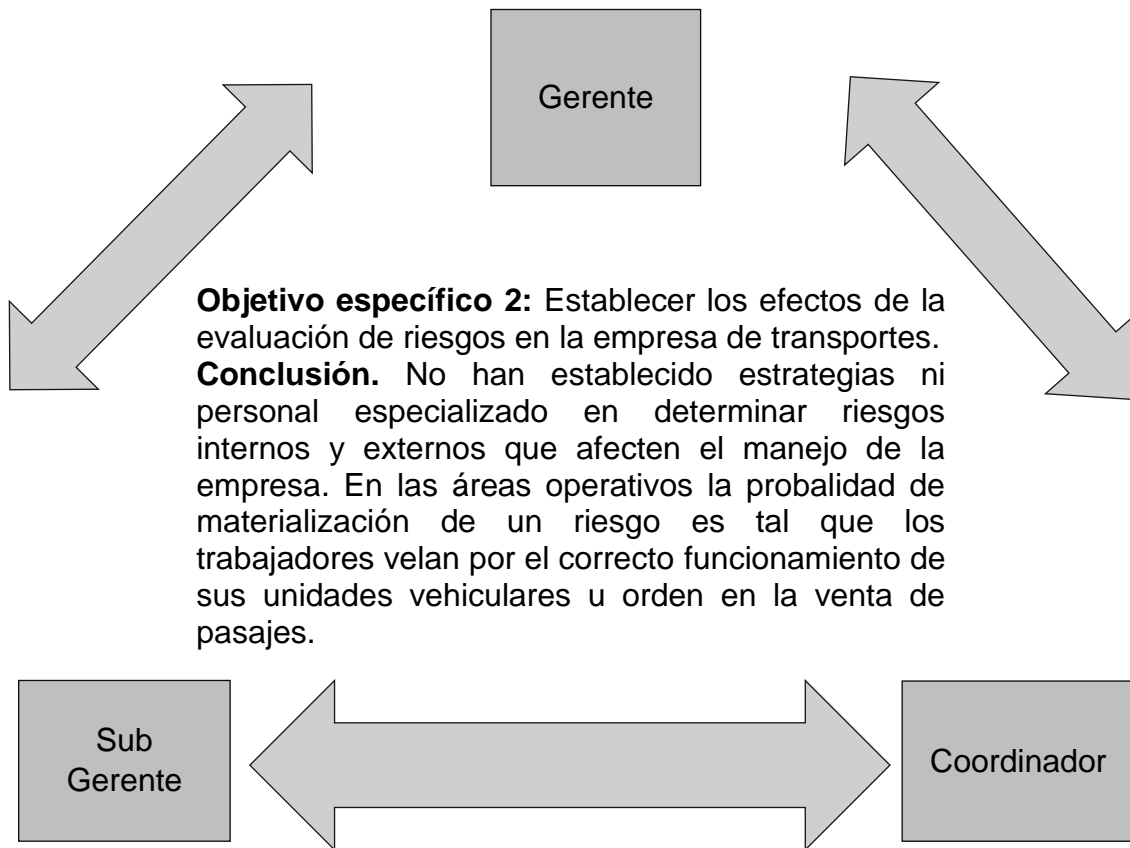 Gerente
Objetivo específico 2: Establecer los efectos de la
evaluación de riesgos en la empresa de transportes.
Conclusión. No han establecido estrategias ni
personal especializado en determinar riesgos
internos y externos que afecten el manejo de la
empresa. En las áreas operativos la probalidad de
materialización de un riesgo es tal que los
trabajadores velan por el correcto funcionamiento de
sus unidades vehiculares u orden en la venta de
pasajes.
Sub
Gerente
Coordinador